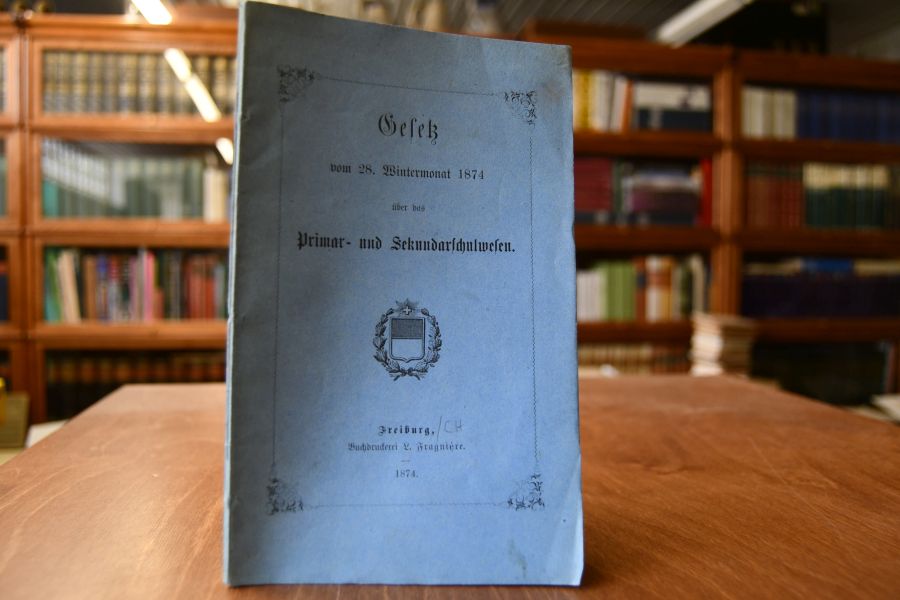 Gesetz
vom 28. Wintermonat 1874
über das
Primar- und Sekundarschulwesen.
Freiburg, /CH
Buchdruckerei L. Fragnière.
1874.